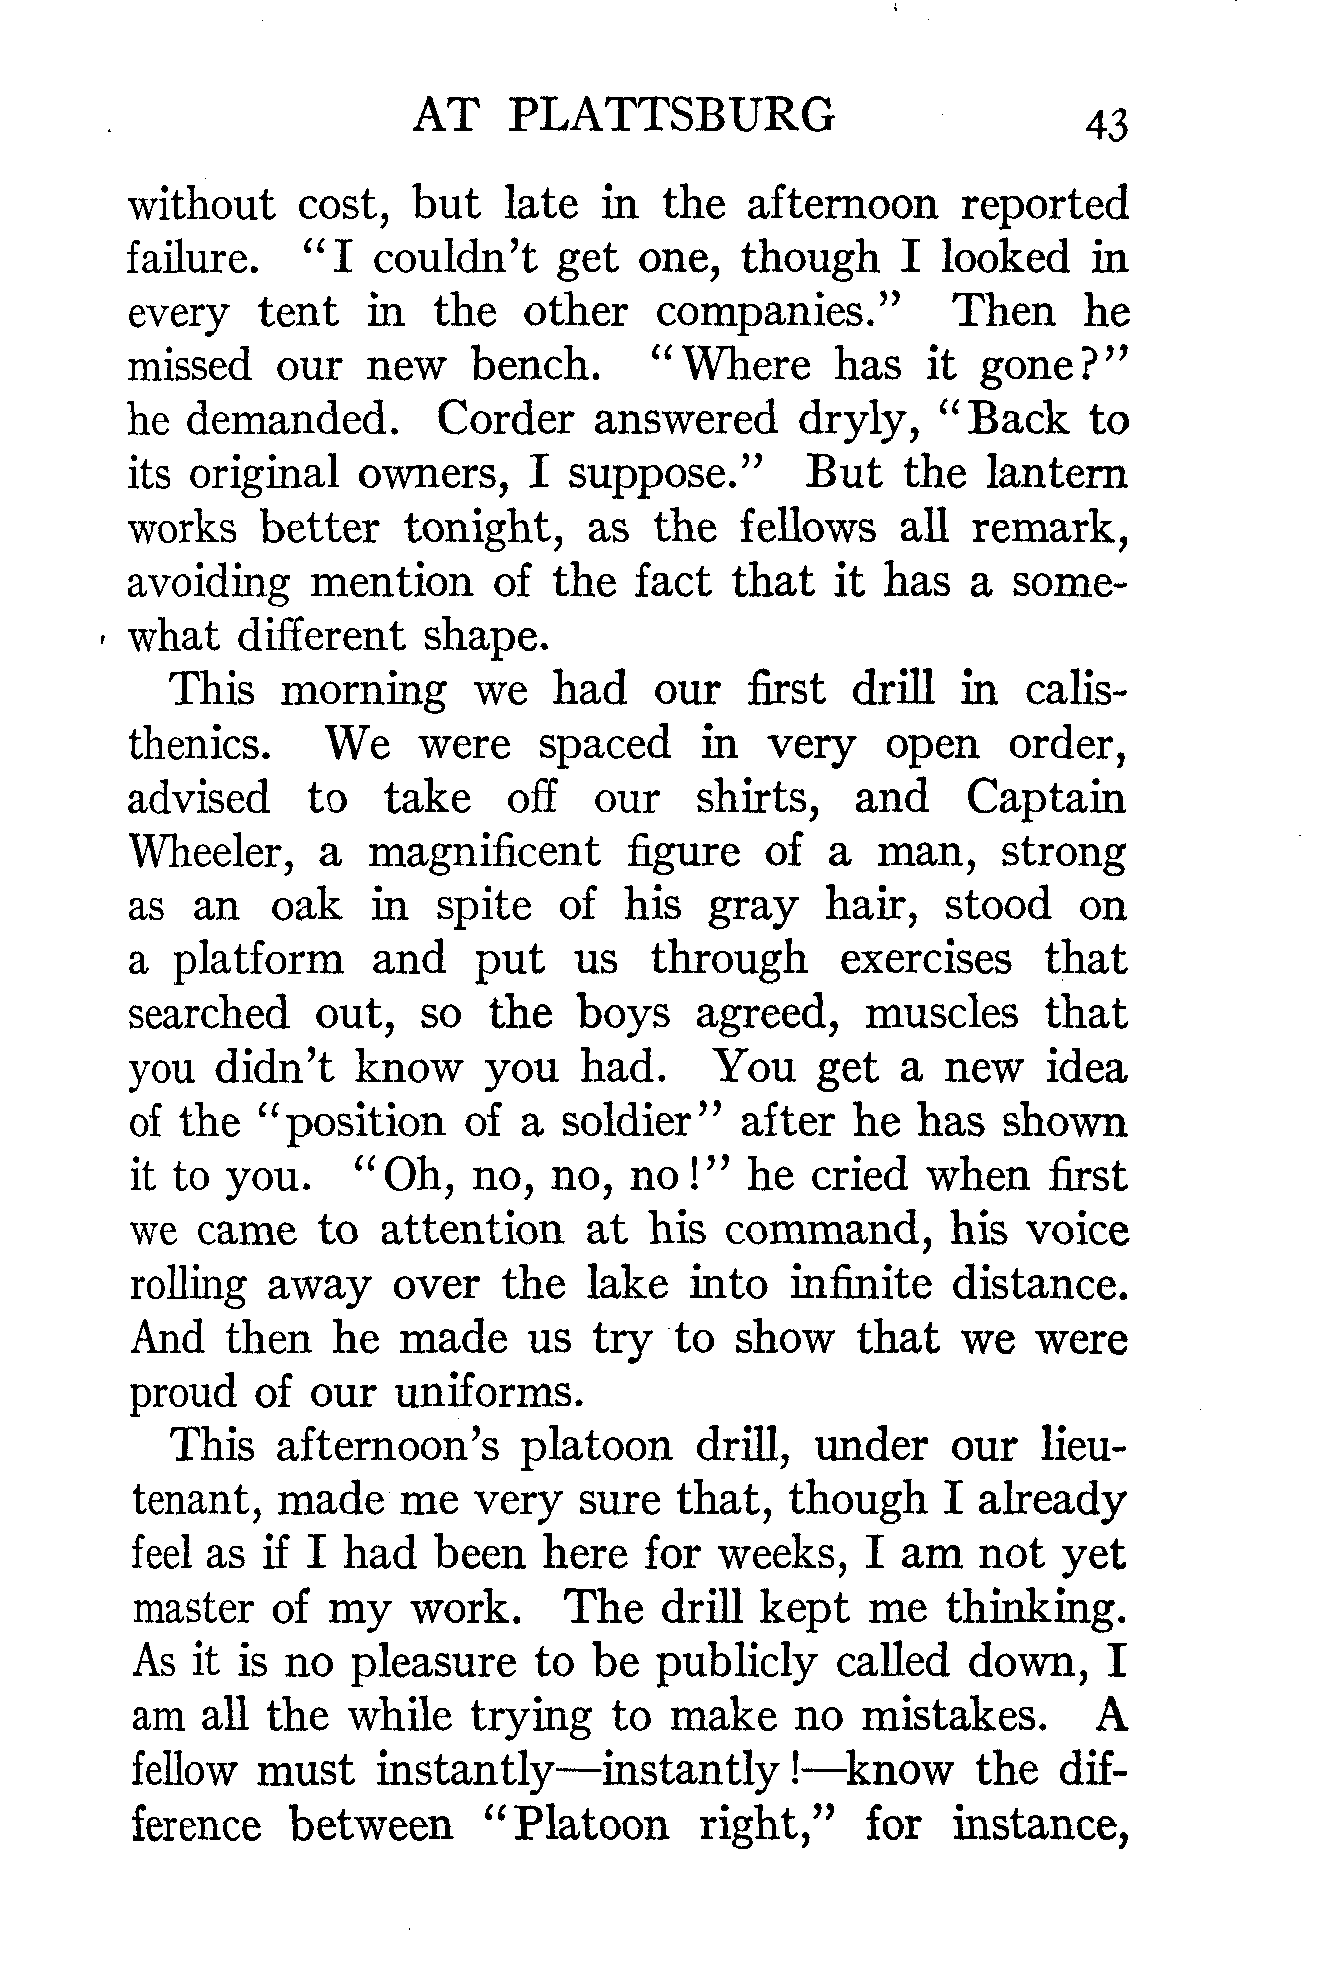 AT PLATTSBURG 43
without cost, but late in the afternoon reported
failure. "I couldn't get one, though I looked in
every tent in the other companies." Then he
missed our new bench. "Where has it gone?"
he demanded. Corder answered dryly, "Back to
its original owners, I suppose." But the lantern
works better tonight, as the fellows all remark,
avoiding mention of the fact that it has a some-
what different shape.
This morning we had our first drill in calis-
thenics. We were spaced in very open order,
advised to take off our shirts, and Captain
Wheeler, a magnificent figure of a man, strong
as an oak in spite of his gray hair, stood on
a platform and put us through exercises that
searched out, so the boys agreed, muscles that
you didn't know you had. You get a new idea
of the "position of a soldier" after he has shown
it to you. "Oh, no, no, no!" he cried when first
we came to attention at his command, his voice
rolling away over the lake into infinite distance.
And then he made us try to show that we were
proud of our uniforms.
This afternoon's platoon drill, under our lieu-
tenant, made me very sure that, though I already
feel as if I had been here for weeks, I am not yet
master of my work. The drill kept me thinking.
As it is no pleasure to be publicly called down, I
am all the while trying to make no mistakes. A
fellow must instantly—instantly!—know the dif-
ference between "Platoon right," for instance,